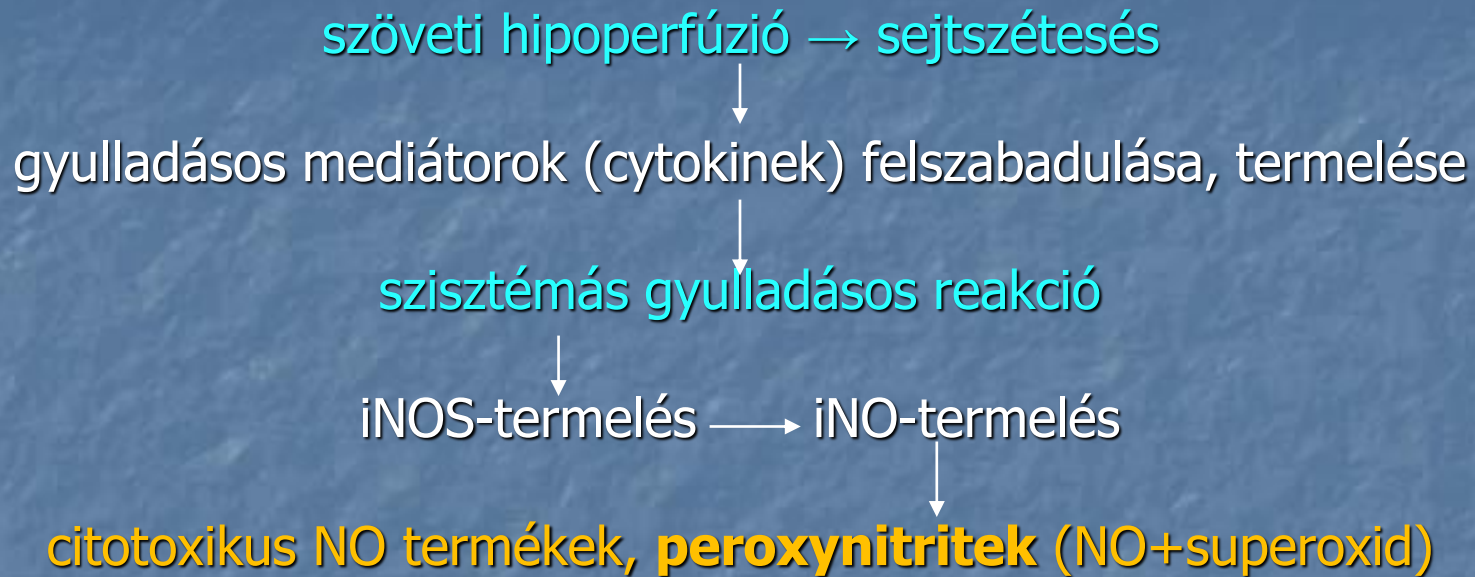 szöveti hipoperfúzió → sejtszétesés
gyulladásos mediátorok (cytokinek) felszabadulása, termelése
szisztémás gyulladásos reakció
iNOS-termelés → iNO-termelés
citotoxikus NO termékek, peroxynitritek (NO+superoxid)